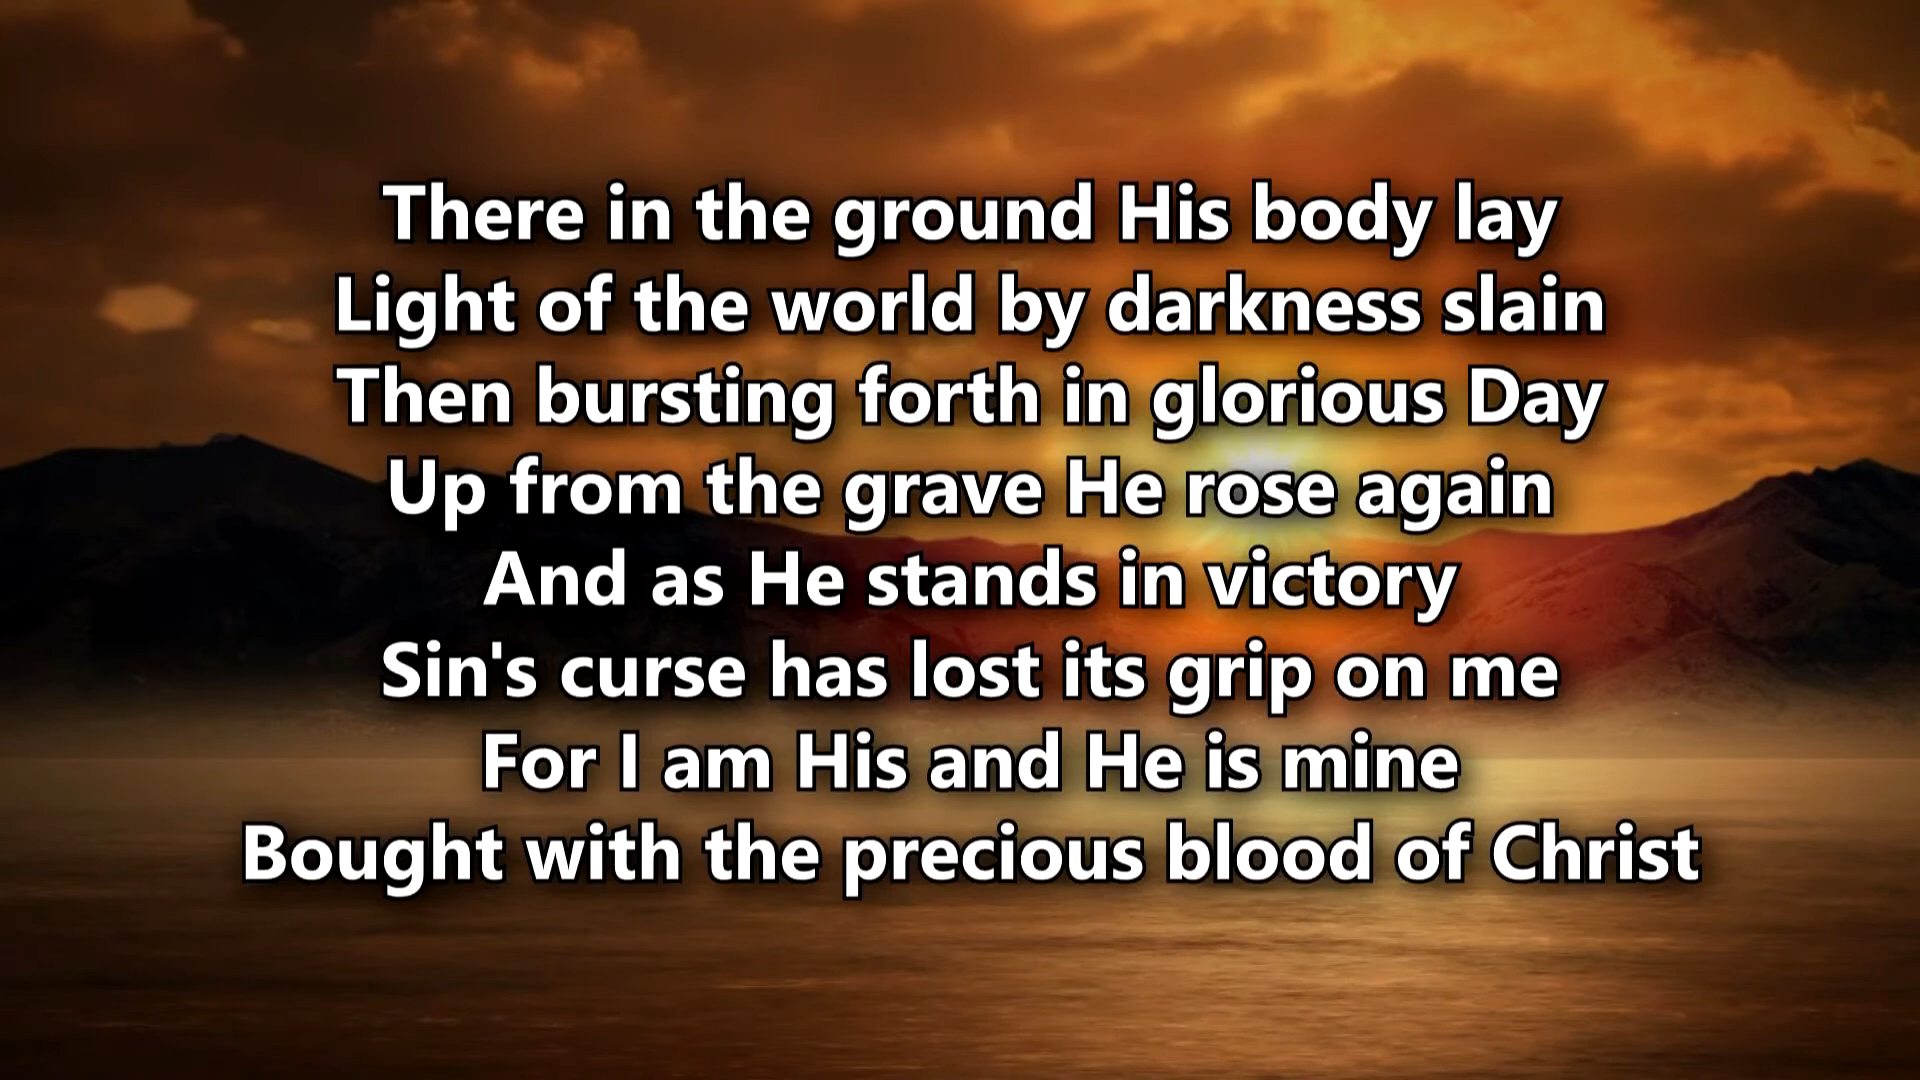 There in the ground His body lay
Light of the world by darkness slain
Then bursting forth in glorious Day
Up from the grave He rose again
And as He stands in victory
Sin's curse has lost its grip on me
For I am His and He is mine
Bought with the precious blood of Christ